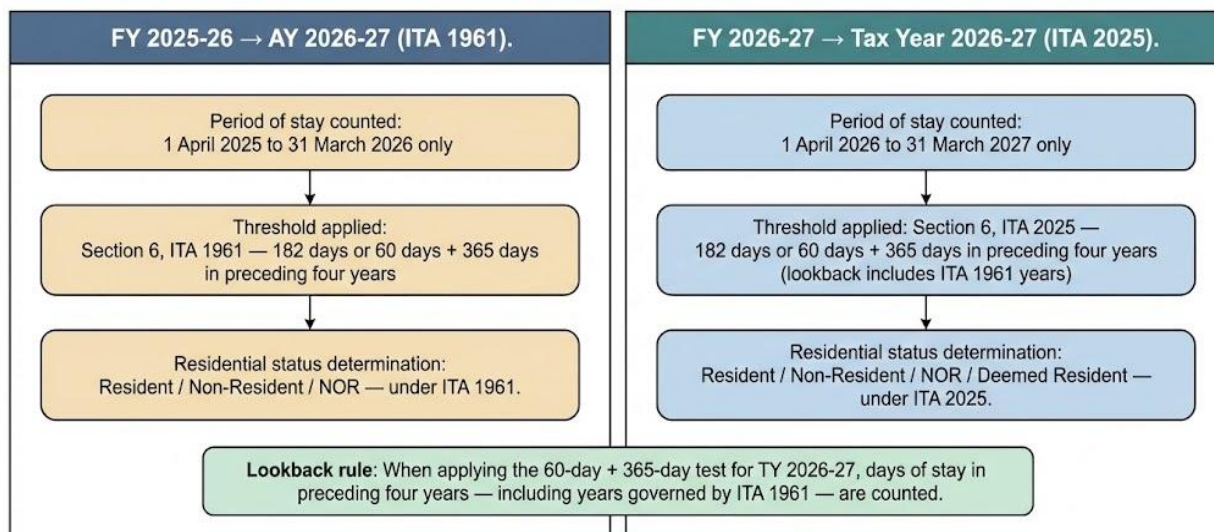 FY 2025-26 → AY 2026-27 (ITA 1961).
Period of stay counted:
1 April 2025 to 31 March 2026 only
Threshold applied:
Section 6, ITA 1961 — 182 days or 60 days + 365 days
in preceding four years
Residential status determination:
Resident / Non-Resident / NOR — under ITA 1961.
FY 2026-27 → Tax Year 2026-27 (ITA 2025).
Period of stay counted:
1 April 2026 to 31 March 2027 only
Threshold applied: Section 6, ITA 2025 —
182 days or 60 days + 365 days in preceding four years
(lookback includes ITA 1961 years)
Residential status determination:
Resident / Non-Resident / NOR / Deemed Resident —
under ITA 2025.
Lookback rule: When applying the 60-day + 365-day test for TY 2026-27, days of stay in
preceding four years — including years governed by ITA 1961 — are counted.